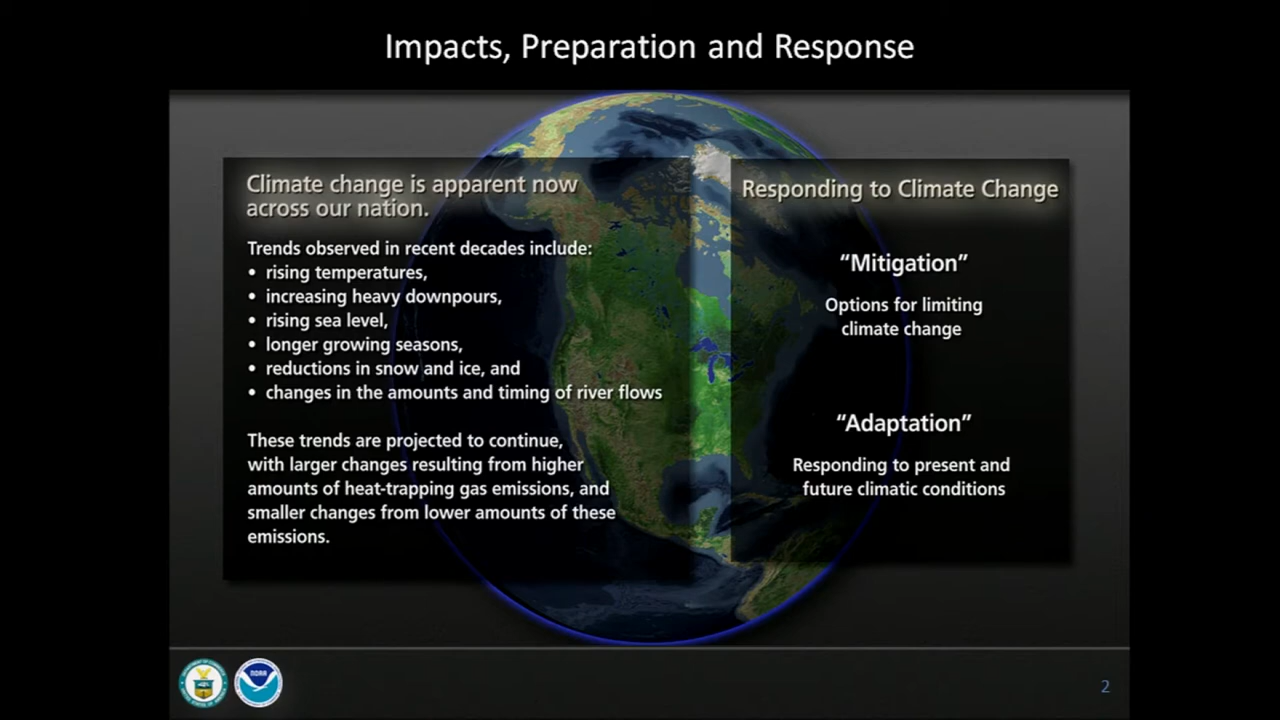 Impacts, Preparation and Response
Climate change is apparent now
across our nation.
Trends observed in recent decades include:
• rising temperatures,
• increasing heavy downpours,
• rising sea level,
• longer growing seasons,
• reductions in snow and ice, and
• changes in the amounts and timing of river flows
These trends are projected to continue,
with larger changes resulting from higher
amounts of heat-trapping gas emissions, and
smaller changes from lower amounts of these
emissions.
Responding to Climate Change
“Mitigation”
Options for limiting
climate change
“Adaptation”
Responding to present and
future climatic conditions
NOAA
2